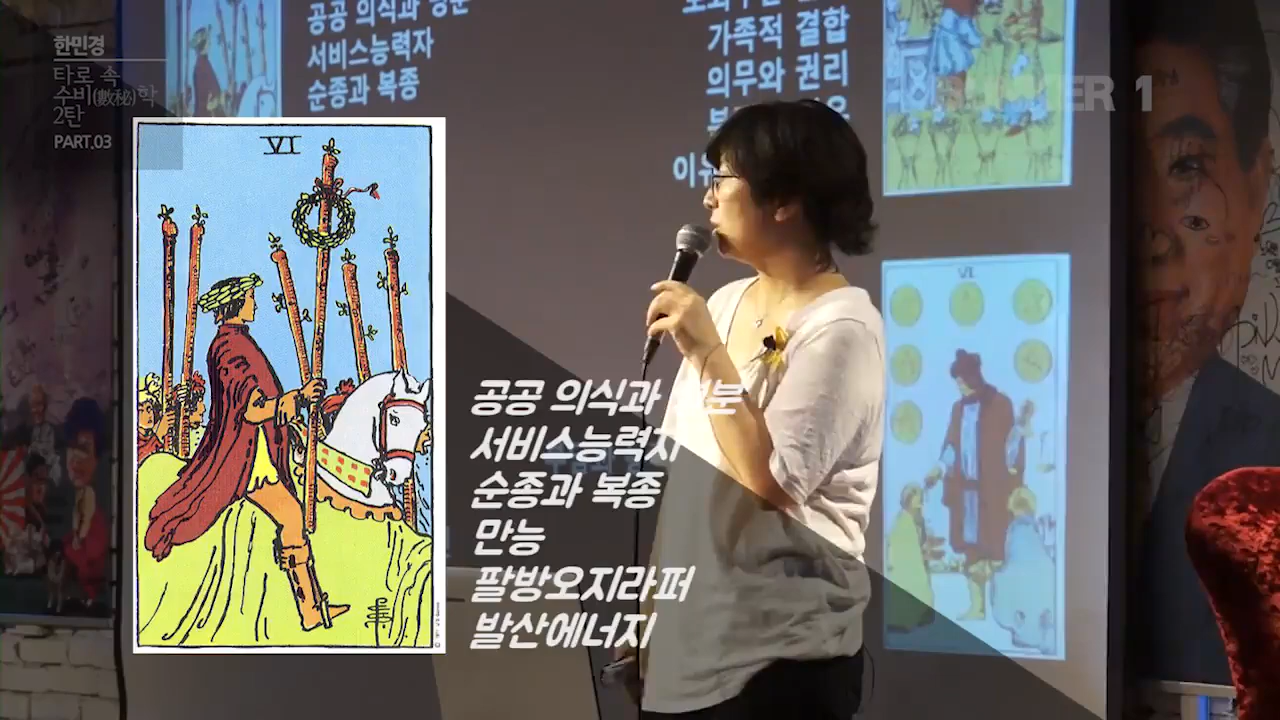 한민경
타로 속
수비(數秘)학
2탄
PART.03
공공 의식과
서비스능력자
순종과 복종
가족적 결합
의무와 권리
VI
VI
공공 의식과
서비스능력자
순종과 복종
만능
팔방오지라퍼
발산에너지